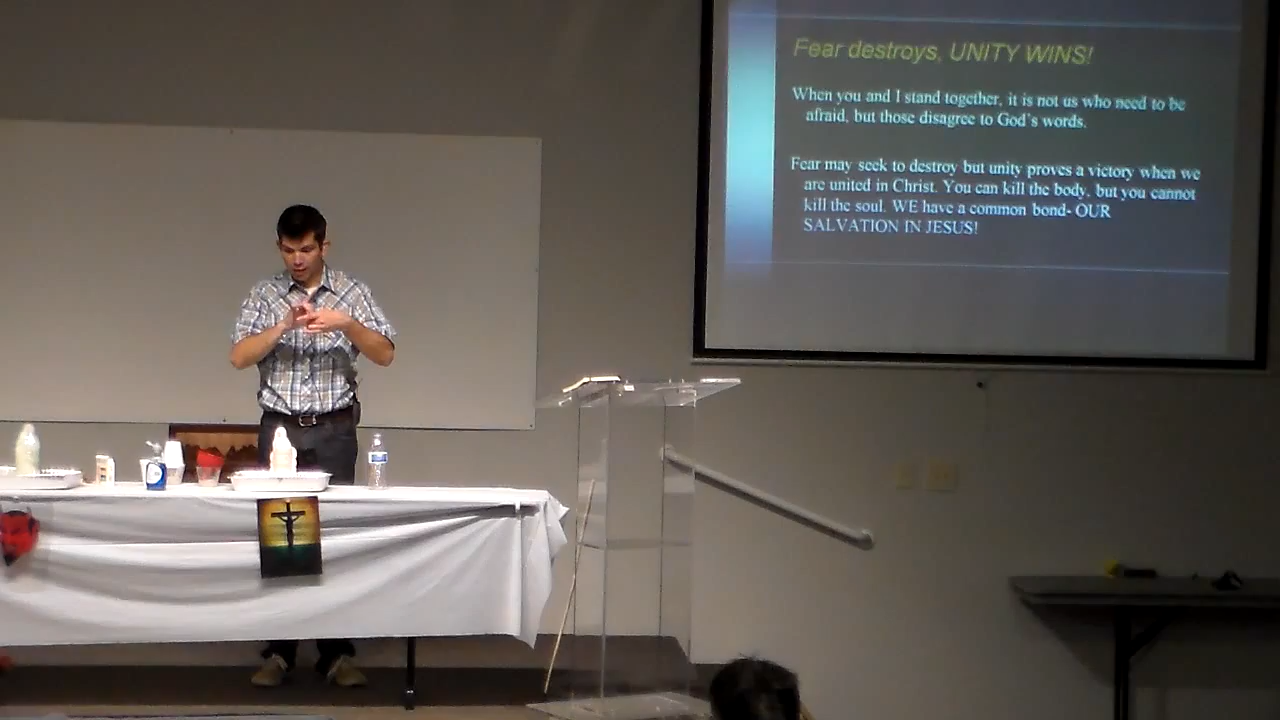 Fear destroys, UNITY WINS!
When you and I stand together, it is not us who need to be
afraid, but those disagree to God's words.
Fear may seek to destroy but unity proves a victory when we
are united in Christ. You can kill the body, but you cannot
kill the soul. WE have a common bond- OUR
SALVATION IN JESUS!